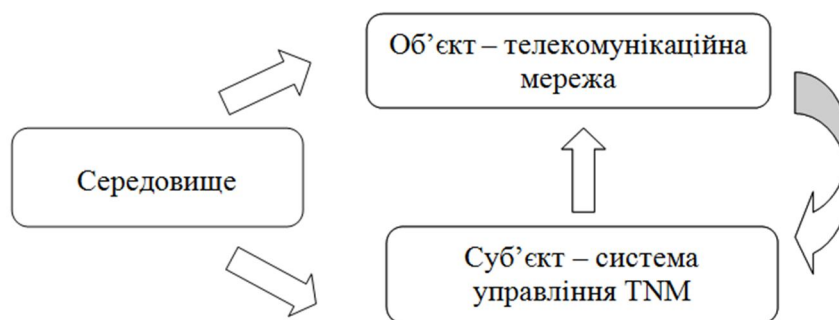 Об’єкт – телекомунікаційна
мережа
Середовище
Суб’єкт – система
управління TNM